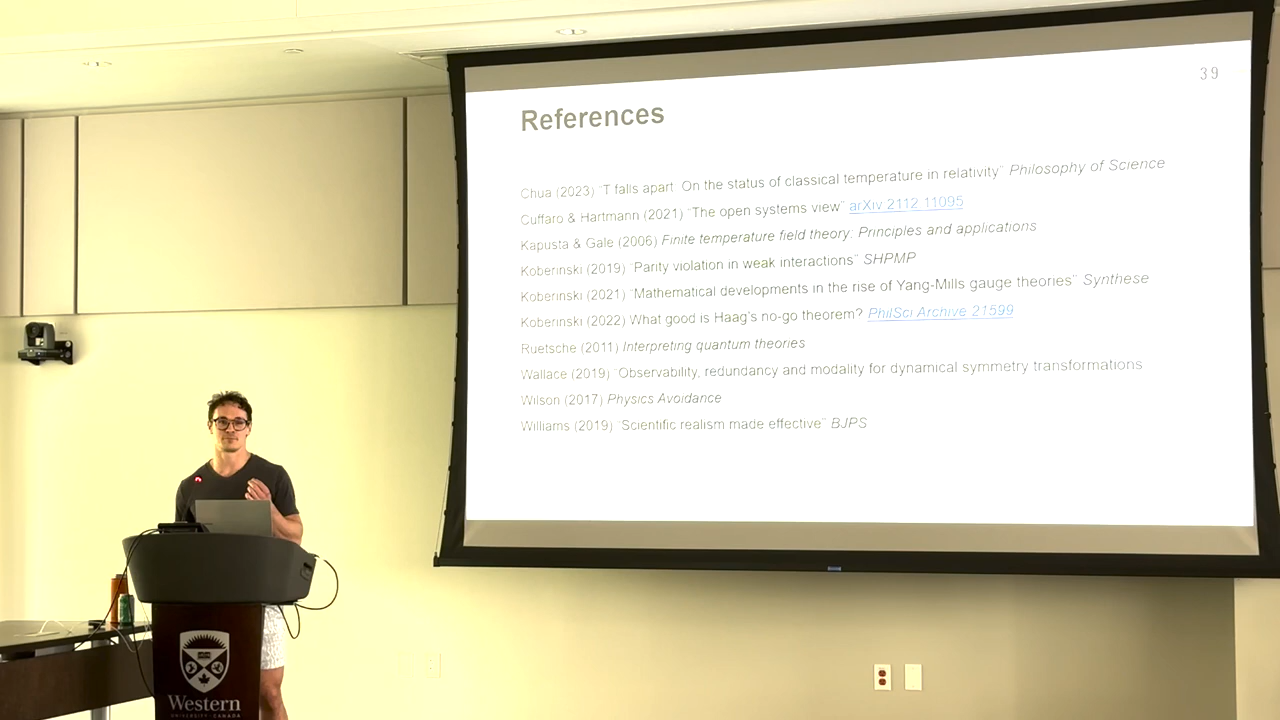 39
References
Chua (2023) "T falls apart: On the status of classical temperature in relativity" Philosophy of Science
Cuffaro & Hartmann (2021) "The open systems view" arXiv 2112.11095
Kapusta & Gale (2006) Finite temperature field theory: Principles and applications
Koberinski (2019) "Parity violation in weak interactions" SHPMP
Koberinski (2021) "Mathematical developments in the rise of Yang-Mills gauge theories" Synthese
Koberinski (2022) What good is Haag's no-go theorem? PhilSci Archive 21599
Ruetsche (2011) Interpreting quantum theories
Wallace (2019) "Observability, redundancy and modality for dynamical symmetry transformations
Wilson (2017) Physics Avoidance
Williams (2019) "Scientific realism made effective" BJPS
Western
UNIVERSITY · CANADA